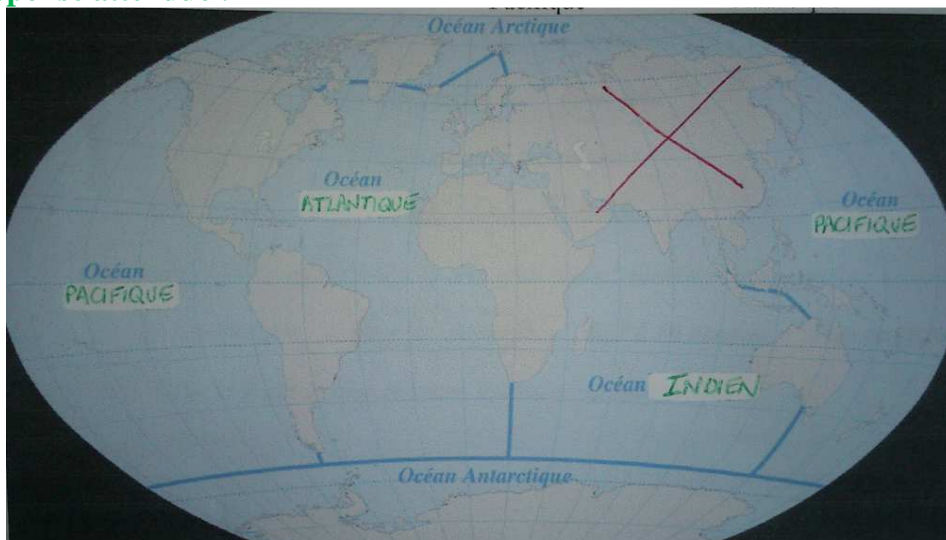 Océan Arctique
Océan
ATLANTIQUE
Océan
PACIFIQUE
Océan
PACIFIQUE
Océan INDIEN
Océan Antarctique